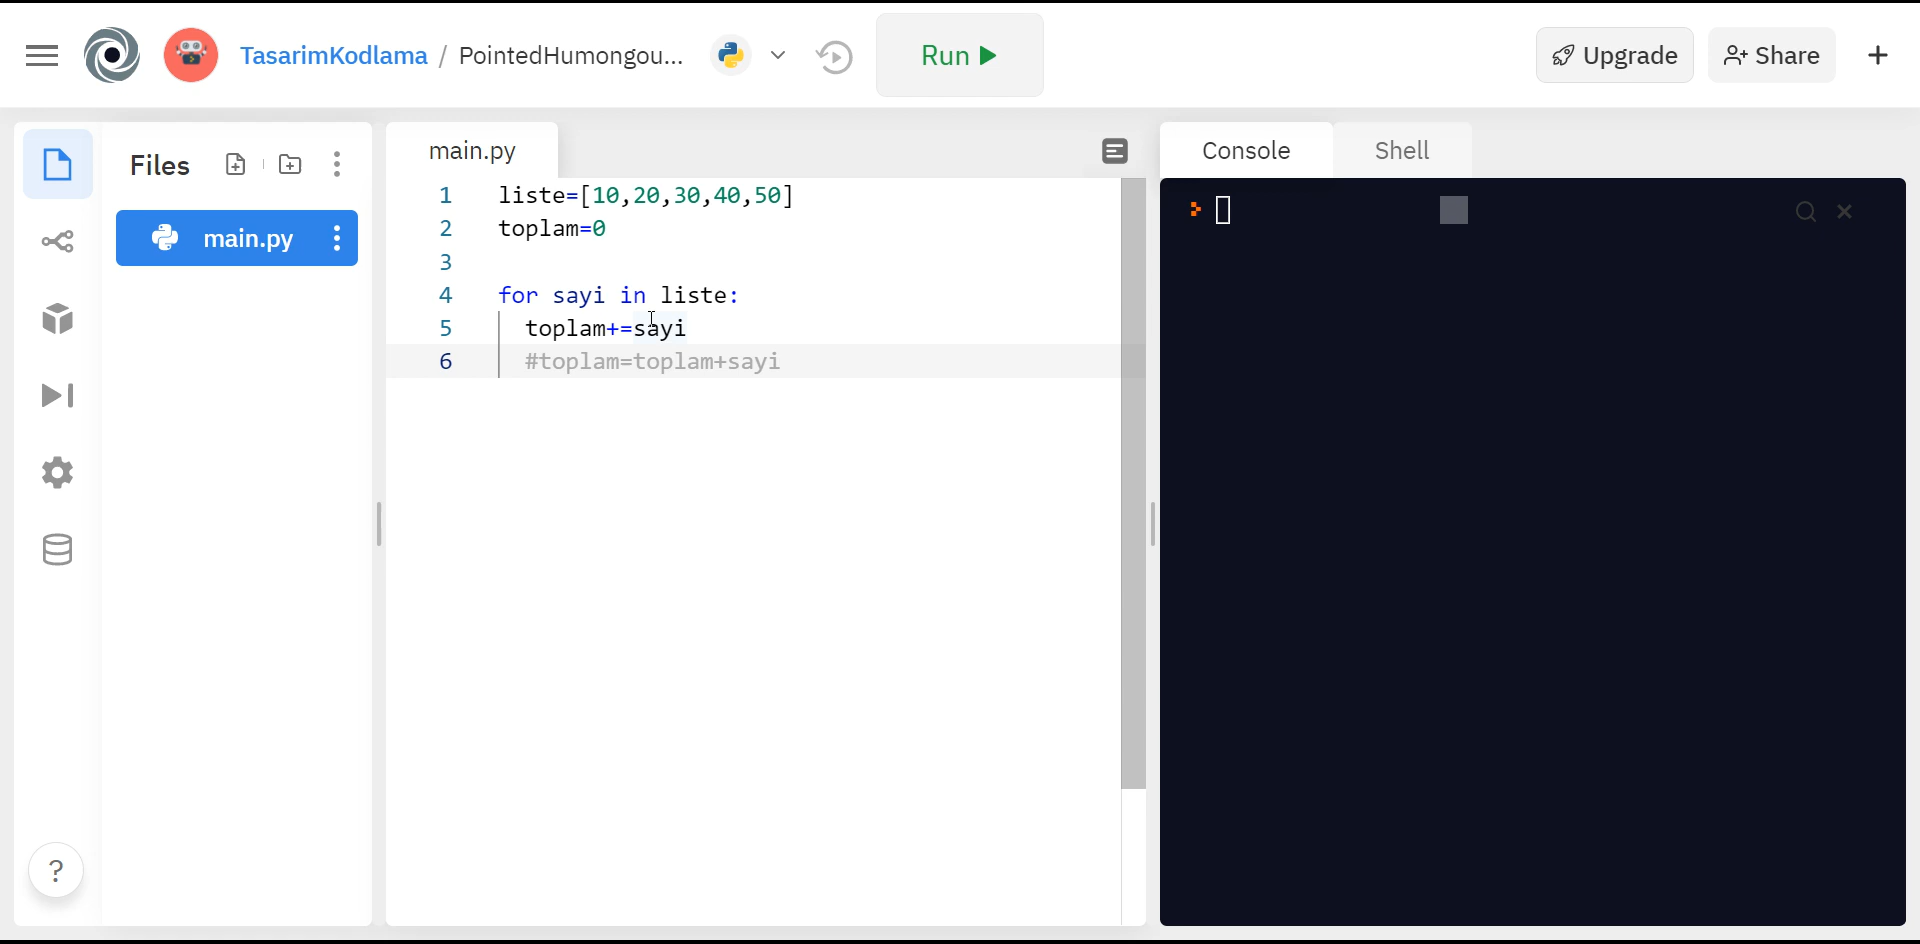 TasarimKodlama / PointedHumongou... Run Upgrade Share +
Files
main.py
main.py
1 liste=[10,20,30,40,50]
2 toplam=0
3
4 for sayi in liste:
5 toplam+=sayi
6 #toplam=toplam+sayi
Console Shell
?